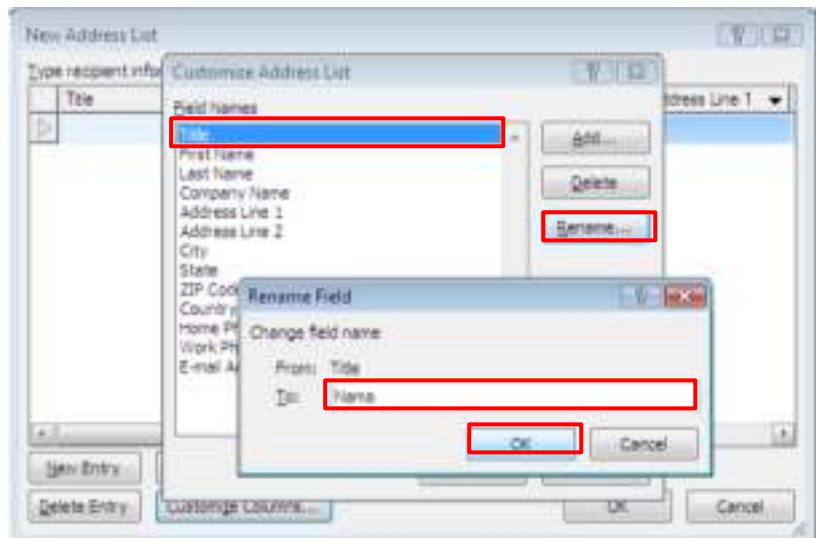 New Address List
Type recipient infor
Title
ddress Line 1
Customize Address List
Field Names
Title
First Name
Last Name
Company Name
Address Line 1
Address Line 2
City
State
ZIP Code
Country
Home Ph
Work Ph
E-mail A
Add...
Delete
Rename...
Rename Field
Change field name
From: Title
To: Nama
OK Cancel
New Entry
Delete Entry Customize Columns... OK Cancel